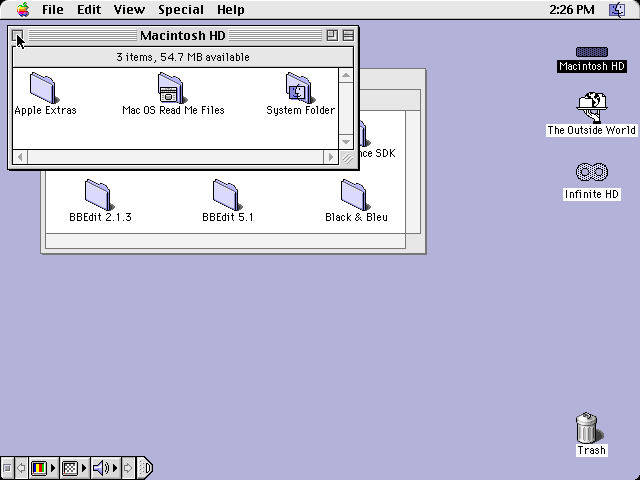 File Edit View Special Help 2:26 PM
Macintosh HD
3 items, 54.7 MB available
Apple Extras Mac OS Read Me Files System Folder
nce SDK
BBEdit 2.1.3 BBEdit 5.1 Black & Bleu
Macintosh HD
The Outside World
Infinite HD
Trash